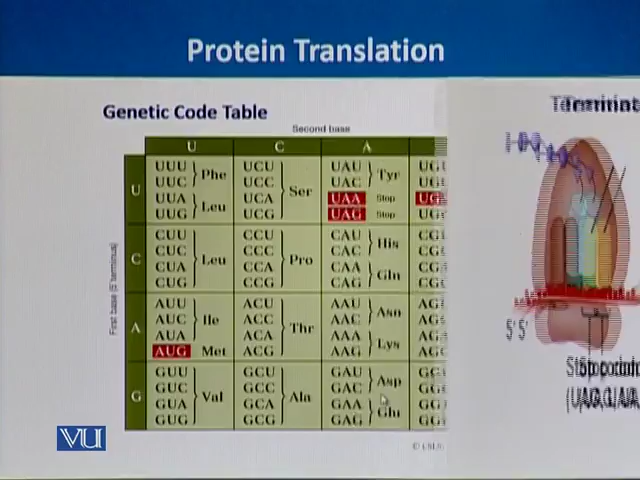 Protein Translation
Genetic Code Table
Second base
U C A
First base (5' terminus)
U
UUU
UUC
Phe
UUA
UUG
Leu
UCU
UCC
UCA
UCG
Ser
UAU
UAC
Tyr
UAA Stop
UAG Stop
C
CUU
CUC
CUA
CUG
Leu
CCU
CCC
CCA
CCG
Pro
CAU
CAC
His
CAA
CAG
Gln
A
AUU
AUC
AUA
Ile
AUG Met
ACU
ACC
ACA
ACG
Thr
AAU
AAC
Asn
AAA
AAG
Lys
G
GUU
GUC
GUA
GUG
Val
GCU
GCC
GCA
GCG
Ala
GAU
GAC
Asp
GAA
GAG
Glu
5'
VU